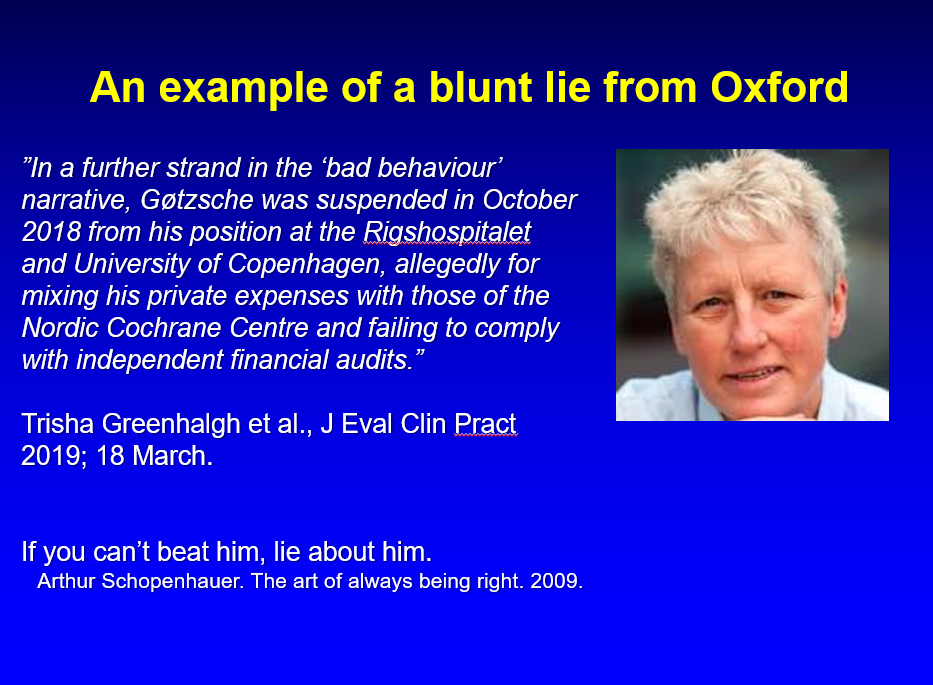 An example of a blunt lie from Oxford
”In a further strand in the ‘bad behaviour’
narrative, Gøtzsche was suspended in October
2018 from his position at the Rigshospitalet
and University of Copenhagen, allegedly for
mixing his private expenses with those of the
Nordic Cochrane Centre and failing to comply
with independent financial audits.”
Trisha Greenhalgh et al., J Eval Clin Pract
2019; 18 March.
If you can’t beat him, lie about him.
Arthur Schopenhauer. The art of always being right. 2009.